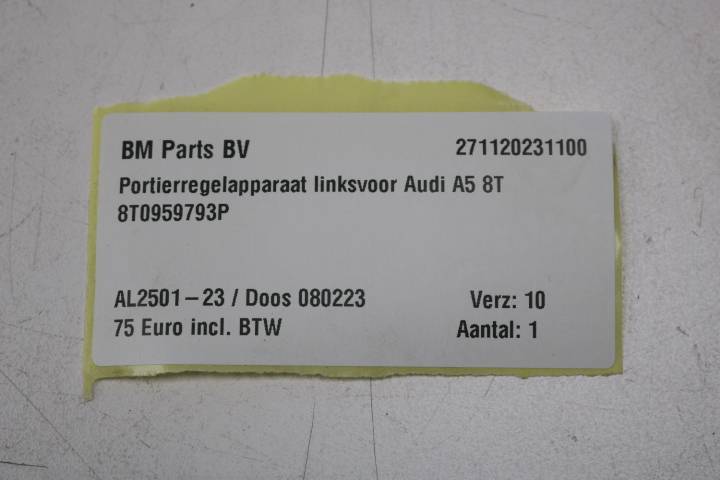 BM Parts BV 271120231100
Portierregelapparaat linksvoor Audi A5 8T
8T0959793P
AL2501-23 / Doos 080223 Verz: 10
75 Euro incl. BTW Aantal: 1